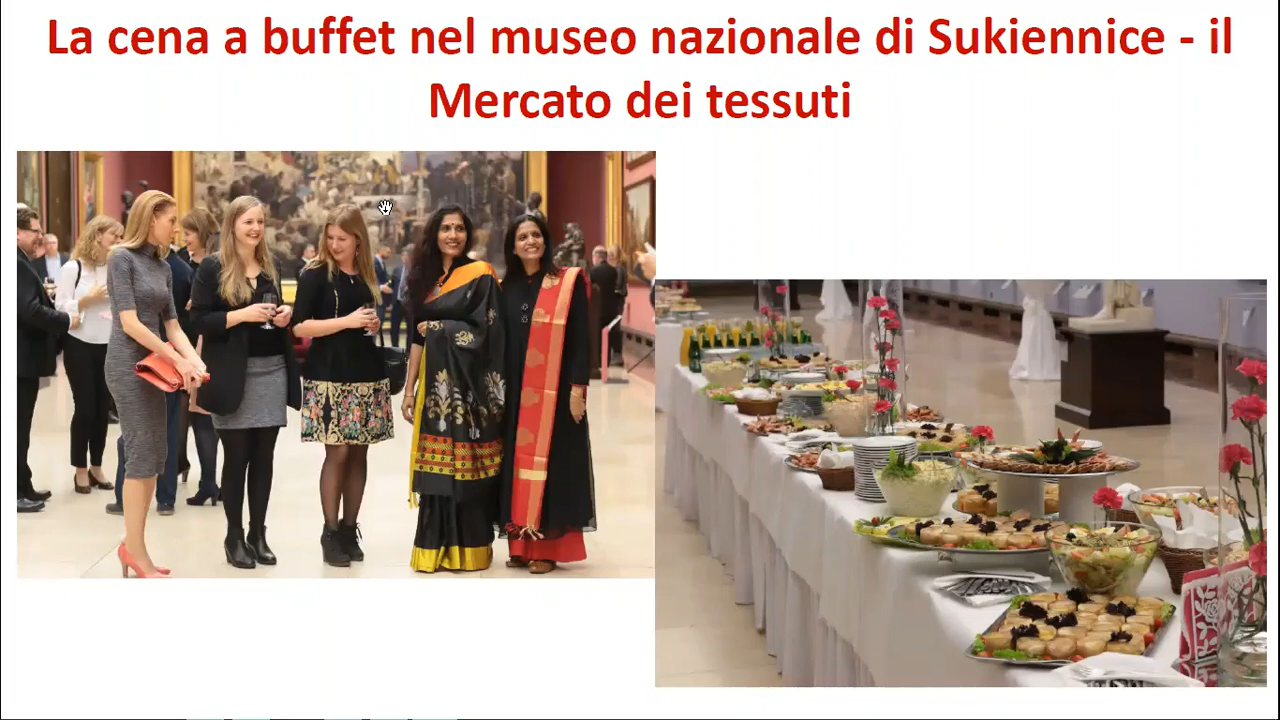 La cena a buffet nel museo nazionale di Sukiennice - il
Mercato dei tessuti